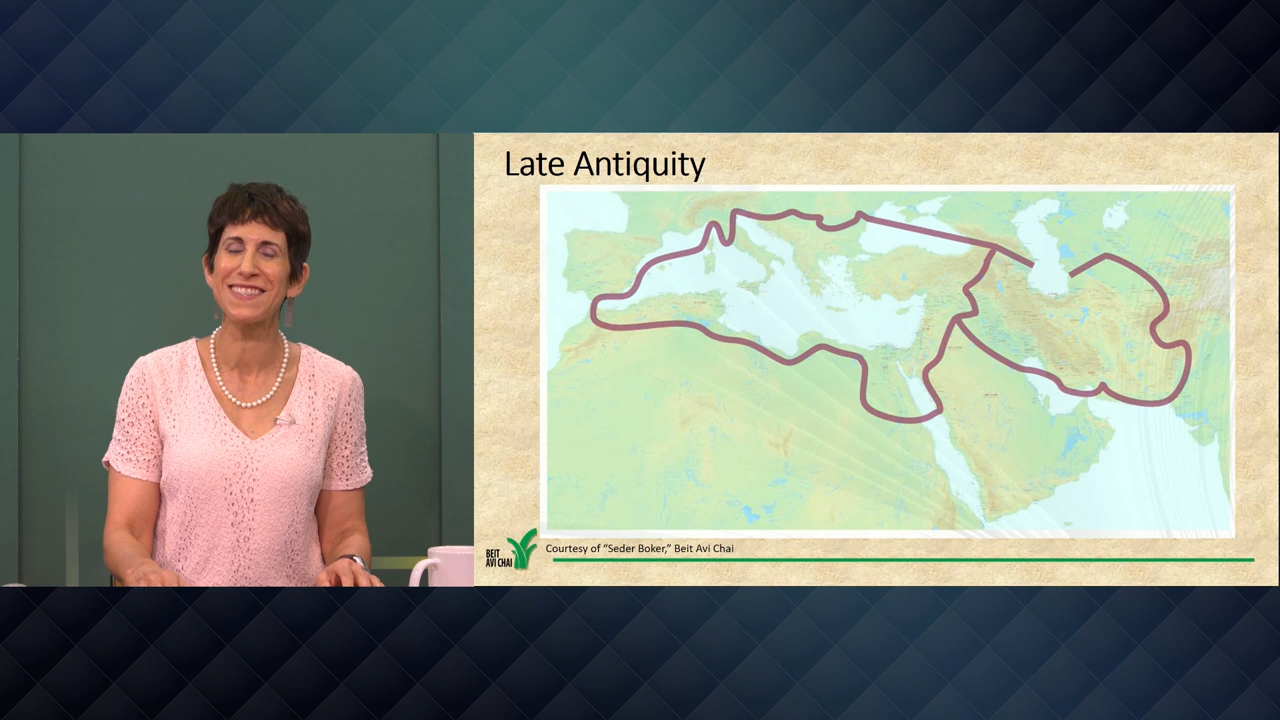 Late Antiquity
BEIT
AVI CHAI
Courtesy of “Seder Boker,” Beit Avi Chai